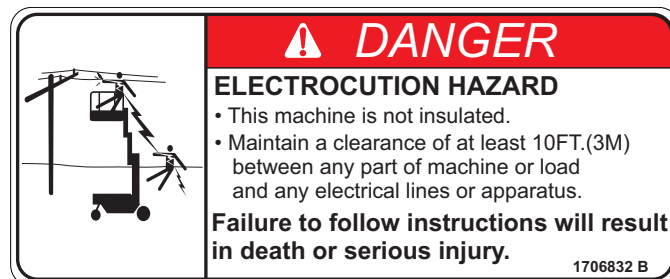 DANGER
ELECTROCUTION HAZARD
• This machine is not insulated.
• Maintain a clearance of at least 10FT.(3M)
between any part of machine or load
and any electrical lines or apparatus.
Failure to follow instructions will result
in death or serious injury.
1706832 B